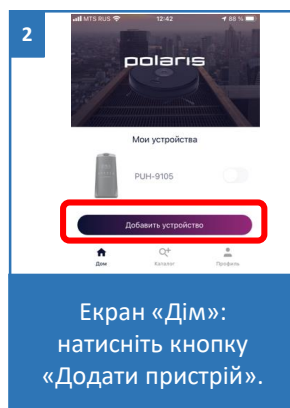 2
MTS RUS 12:42 88 %
polaris
Мои устройства
PUH-9105
Добавить устройство
Дом Каталог Профиль
Екран «Дім»:
натисніть кнопку
«Додати пристрій».